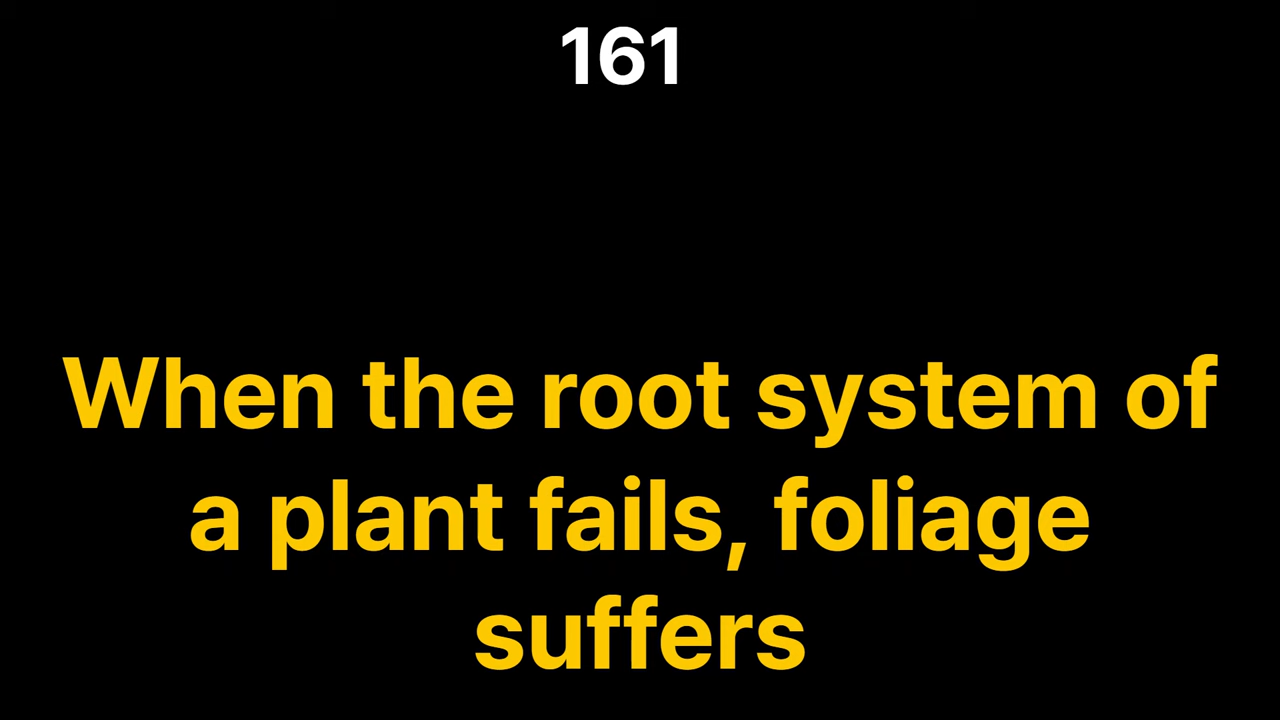 161
When the root system of
a plant fails, foliage
suffers